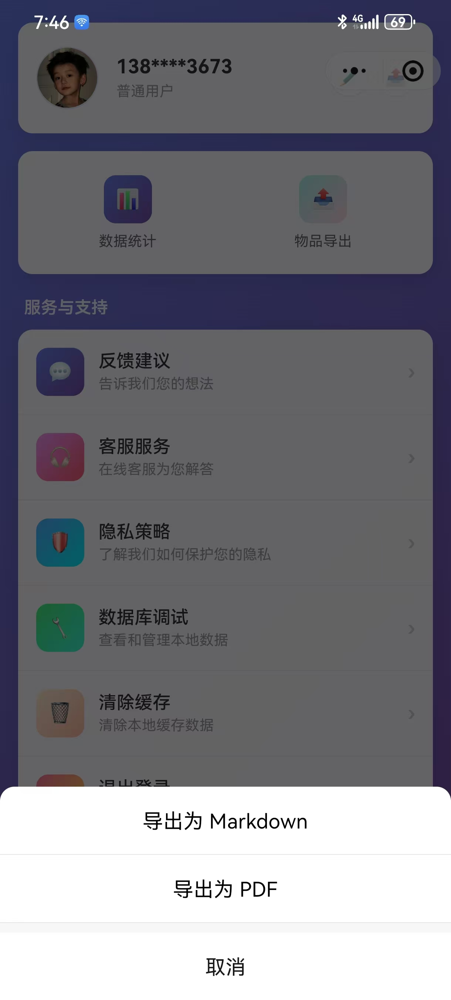 7:46
4G
69
138****3673
普通用户
数据统计
物品导出
服务与支持
反馈建议
告诉我们您的想法
客服服务
在线客服为您解答
隐私策略
了解我们如何保护您的隐私
数据库调试
查看和管理本地数据
清除缓存
清除本地缓存数据
退出登录
导出为 Markdown
导出为 PDF
取消